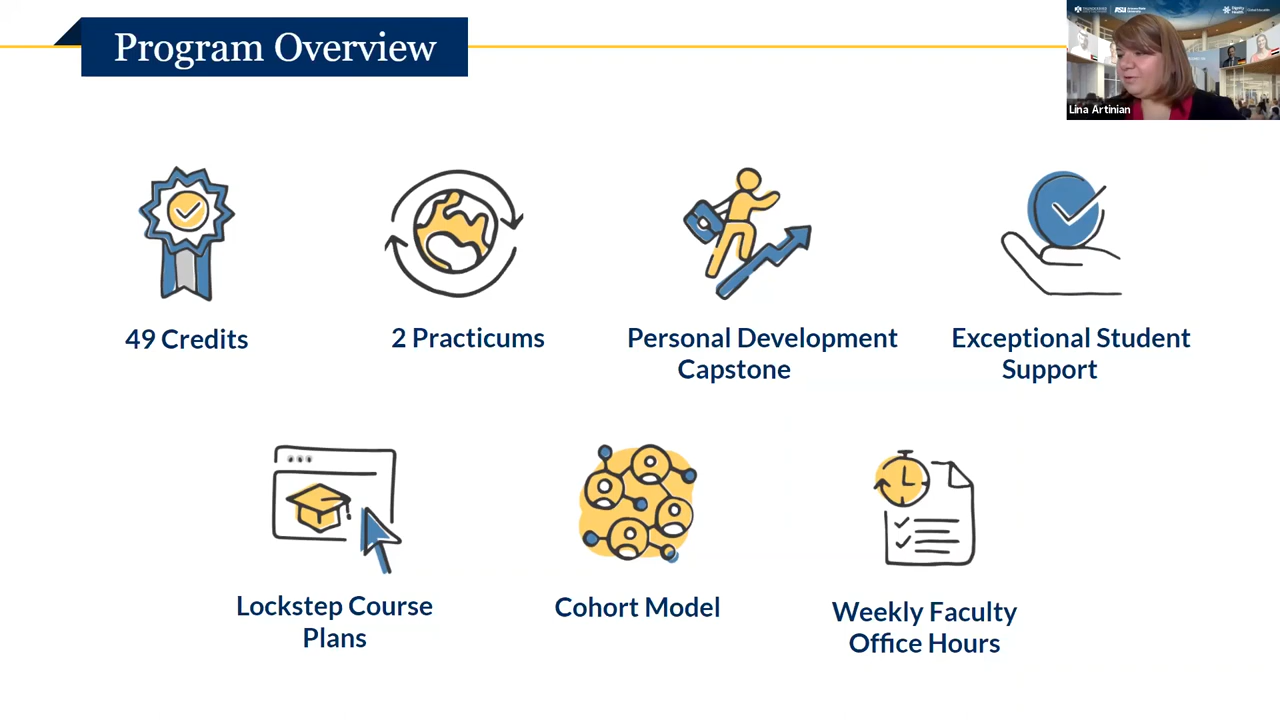 Program Overview
Lina Artinian
49 Credits
2 Practicums
Personal Development
Capstone
Exceptional Student
Support
Lockstep Course
Plans
Cohort Model
Weekly Faculty
Office Hours